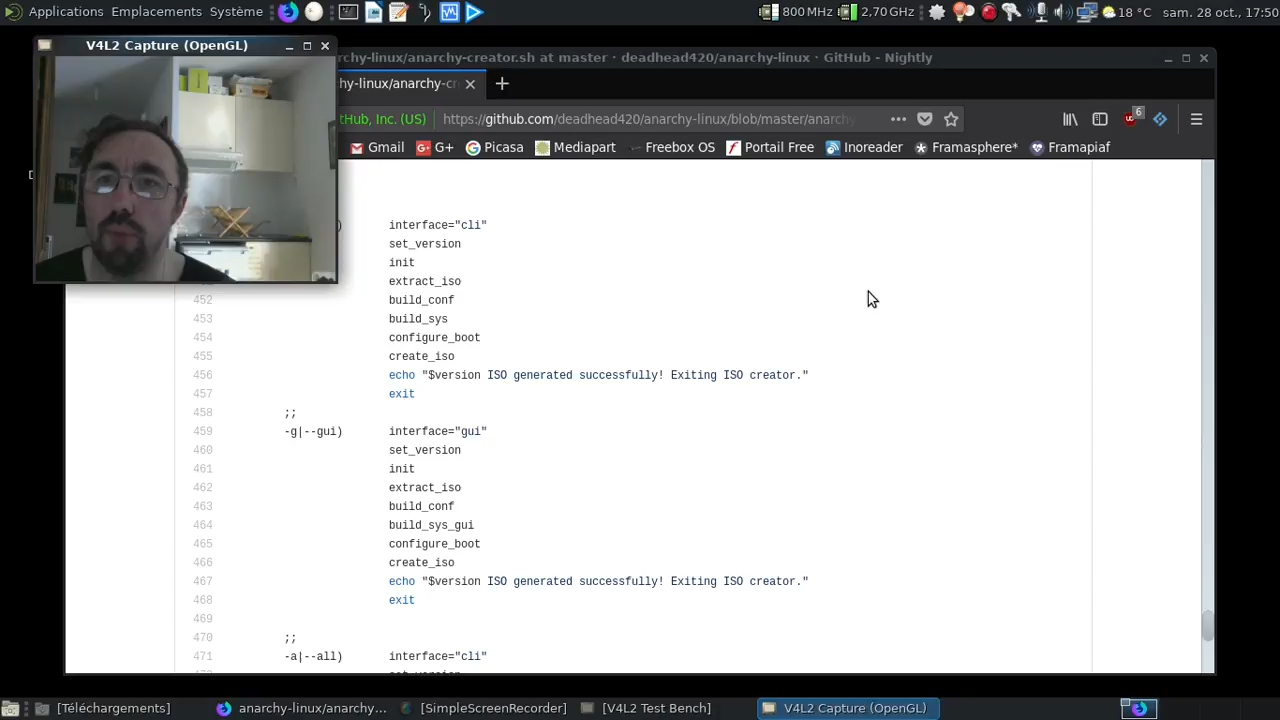 Applications Emplacements Système 800 MHz 2,70 GHz 18 °C sam. 28 oct., 17:50
V4L2 Capture (OpenGL)
rchy-linux/anarchy-creator.sh at master · deadhead420/anarchy-linux · GitHub - Nightly
hy-linux/anarchy-cr
tHub, Inc. (US) https://github.com/deadhead420/anarchy-linux/blob/master/anarchy 6
Gmail G+ Picasa Mediapart Freebox OS Portail Free Inoreader Framasphere* Framapiaf
) interface="cli"
set_version
init
extract_iso
452 build_conf
453 build_sys
454 configure_boot
455 create_iso
456 echo "$version ISO generated successfully! Exiting ISO creator."
457 exit
458 ;;
459 -g|--gui) interface="gui"
460 set_version
461 init
462 extract_iso
463 build_conf
464 build_sys_gui
465 configure_boot
466 create_iso
467 echo "$version ISO generated successfully! Exiting ISO creator."
468 exit
469
470 ;;
471 -a|--all) interface="cli"
[Téléchargements] anarchy-linux/anarchy... [SimpleScreenRecorder] [V4L2 Test Bench] V4L2 Capture (OpenGL)